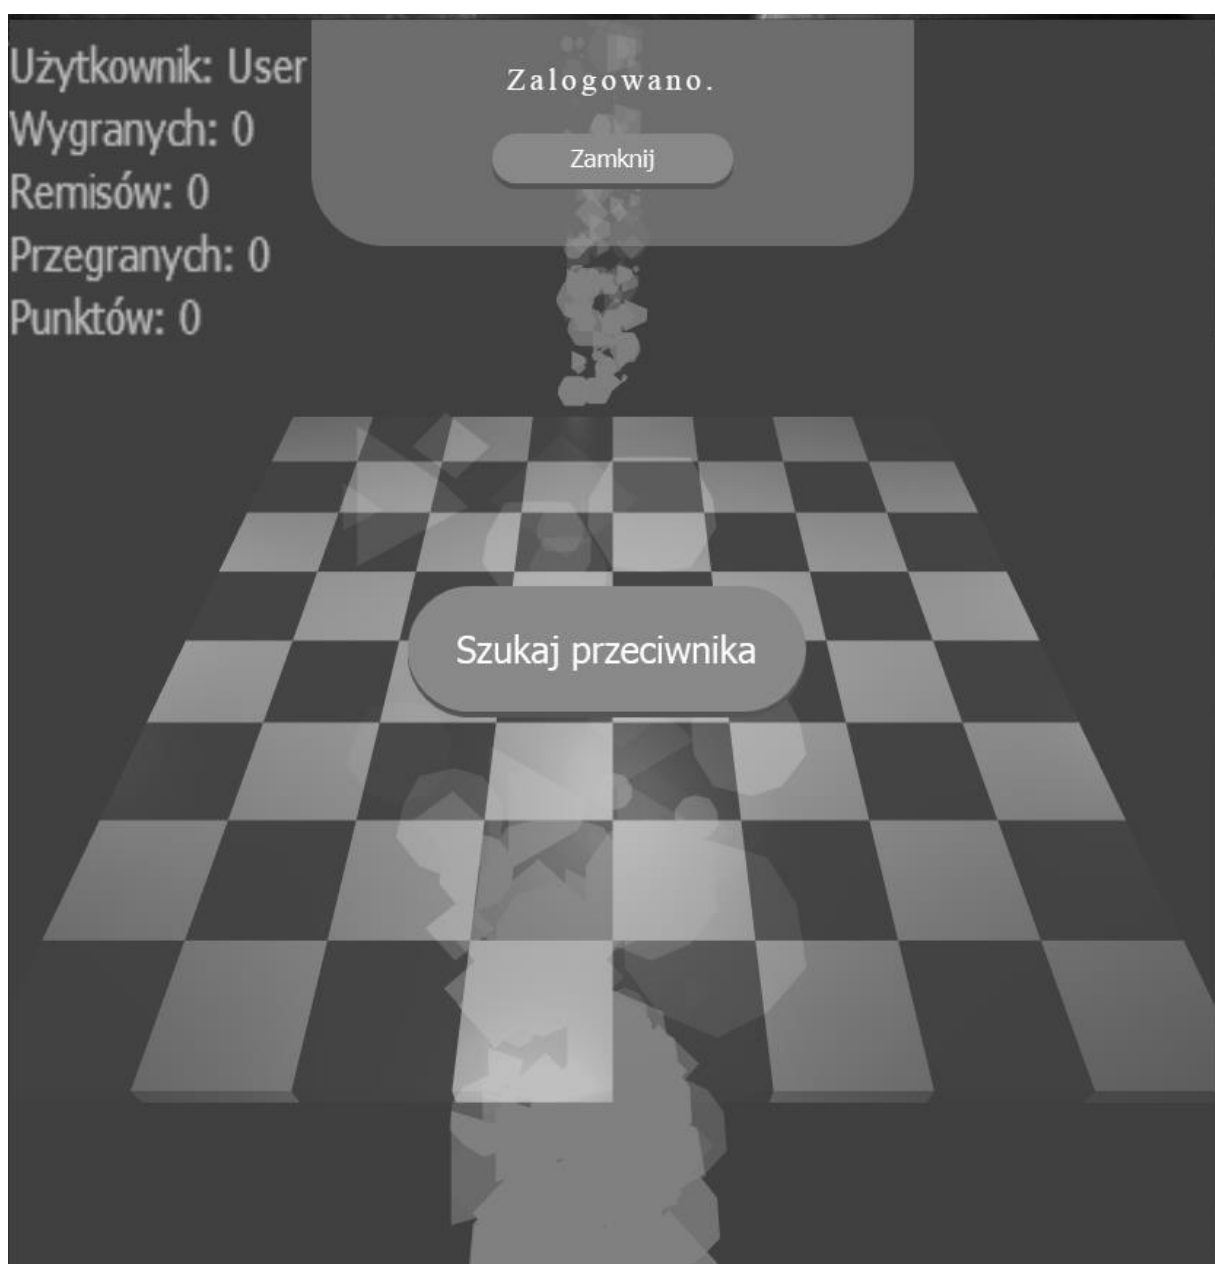 Użytkownik: User
Wygranych: 0
Remisów: 0
Przegranych: 0
Punktów: 0
Zalogowano.
Zamknij
Szukaj przeciwnika